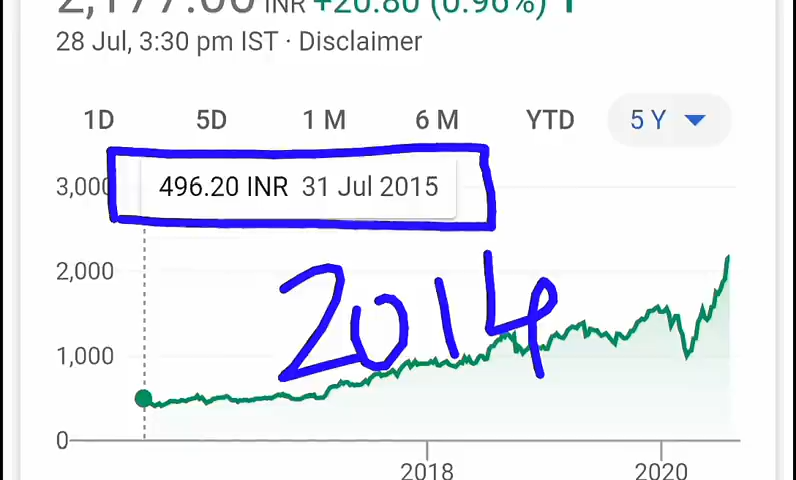 2,177.00 INR +20.80 (0.96%) ↑
28 Jul, 3:30 pm IST · Disclaimer
1D 5D 1 M 6 M YTD 5 Y
3,000
496.20 INR 31 Jul 2015
2,000
2014
1,000
0
2018 2020